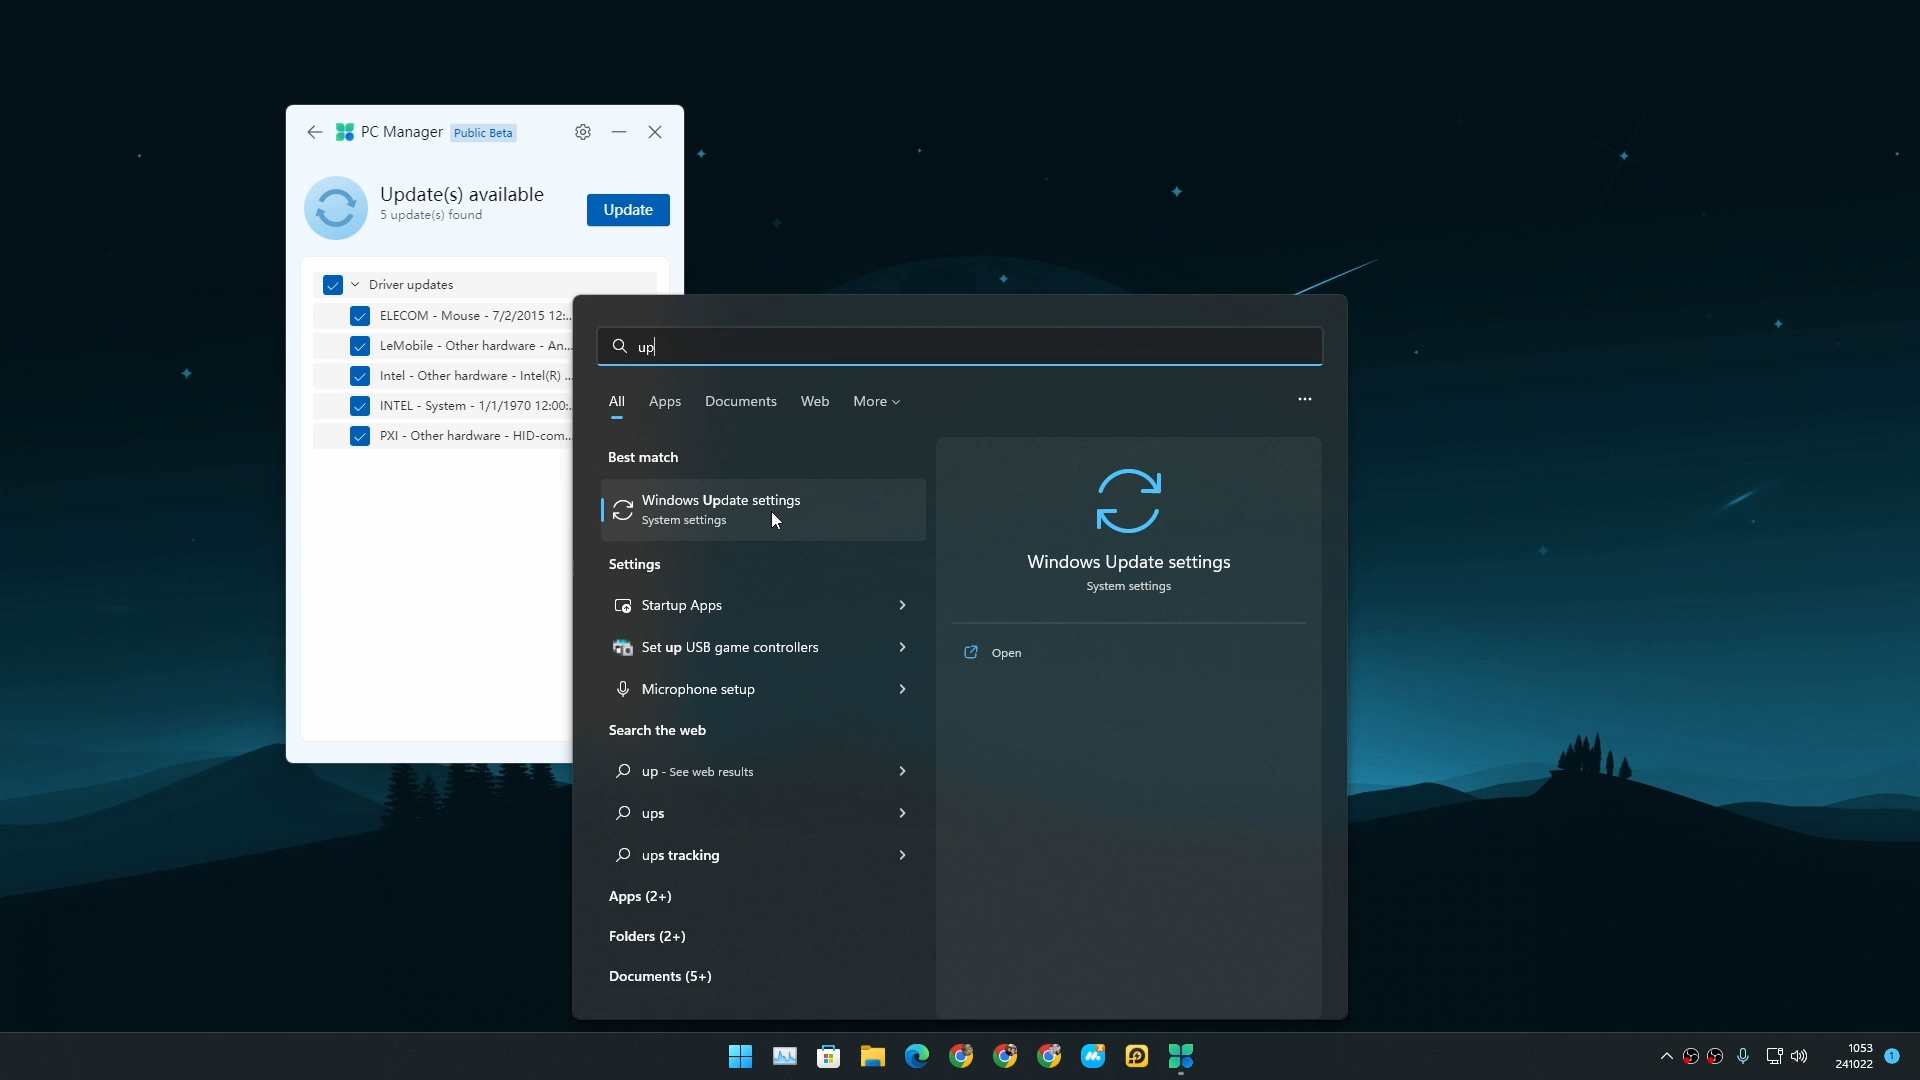 PC Manager Public Beta
Update(s) available
5 update(s) found
Update
Driver updates
ELECOM - Mouse - 7/2/2015 12:...
LeMobile - Other hardware - An...
Intel - Other hardware - Intel(R) ...
INTEL - System - 1/1/1970 12:00:...
PXI - Other hardware - HID-com...
up
All Apps Documents Web More
Best match
Windows Update settings
System settings
Settings
Startup Apps
Set up USB game controllers
Microphone setup
Search the web
up - See web results
ups
ups tracking
Apps (2+)
Folders (2+)
Documents (5+)
Windows Update settings
System settings
Open
1053
241022
1